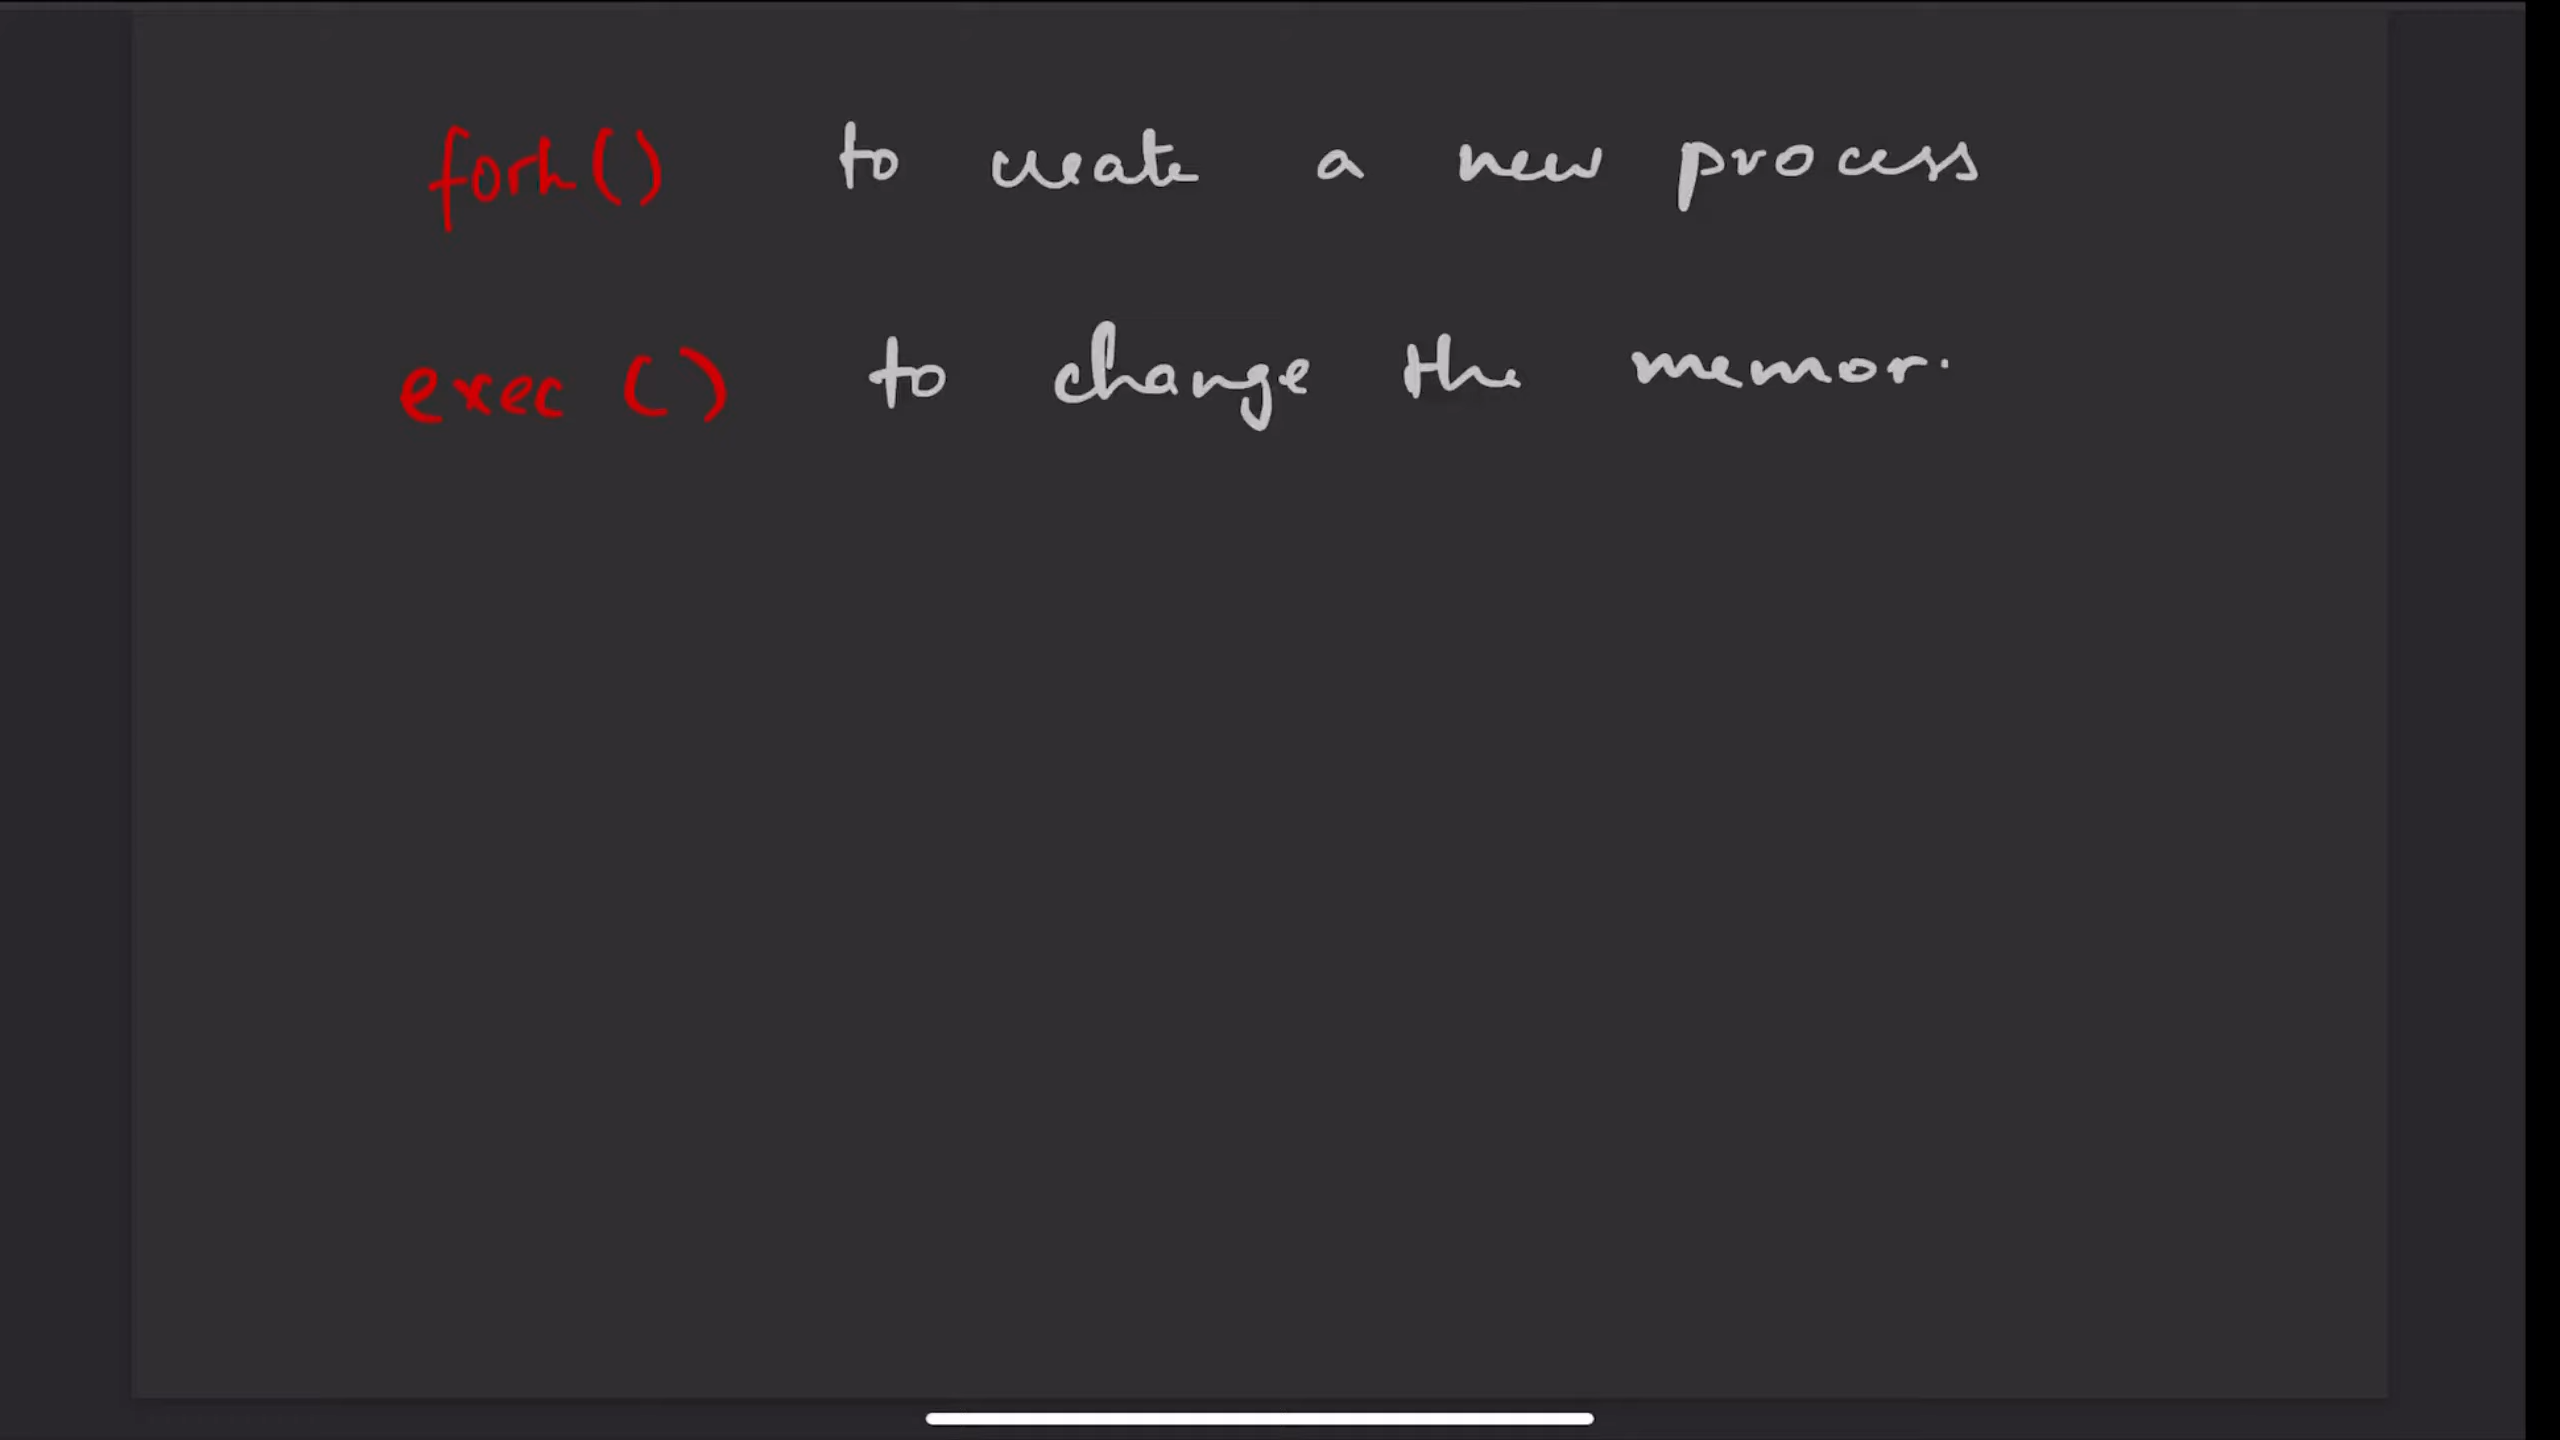 fork() to create a new process
exec () to change the memor